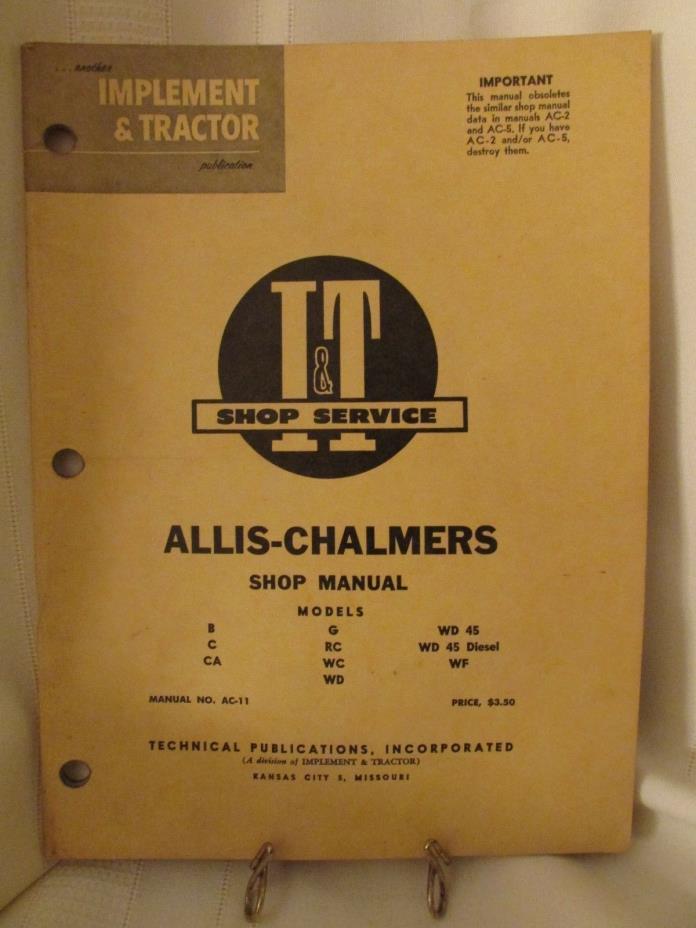 ... another
IMPLEMENT
& TRACTOR
publication
IMPORTANT
This manual obsoletes
the similar shop manual
data in manuals AC-2
and AC-5. If you have
AC-2 and/or AC-5,
destroy them.
I&T
SHOP SERVICE
ALLIS-CHALMERS
SHOP MANUAL
MODELS
B G WD 45
C RC WD 45 Diesel
CA WC WF
WD
MANUAL NO. AC-11 PRICE, $3.50
TECHNICAL PUBLICATIONS, INCORPORATED
(A division of IMPLEMENT & TRACTOR)
KANSAS CITY 5, MISSOURI